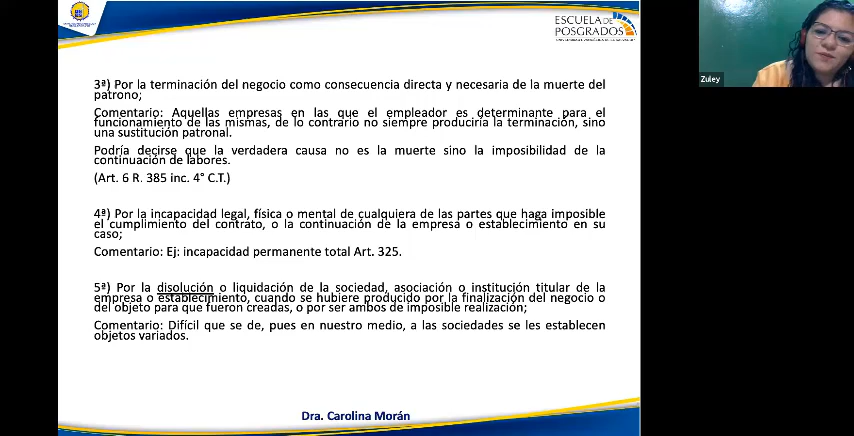 ESCUELA DE
POSGRADOS
Zuley
3ª) Por la terminación del negocio como consecuencia directa y necesaria de la muerte del
patrono;
Comentario: Aquellas empresas en las que el empleador es determinante para el
funcionamiento de las mismas, de lo contrario no siempre produciría la terminación, sino
una sustitución patronal.
Podría decirse que la verdadera causa no es la muerte sino la imposibilidad de la
continuación de labores.
(Art. 6 R. 385 inc. 4° C.T.)
4ª) Por la incapacidad legal, física o mental de cualquiera de las partes que haga imposible
el cumplimiento del contrato, o la continuación de la empresa o establecimiento en su
caso;
Comentario: Ej: incapacidad permanente total Art. 325.
5ª) Por la disolución o liquidación de la sociedad, asociación o institución titular de la
empresa o establecimiento, cuando se hubiere producido por la finalización del negocio o
del objeto para que fueron creadas, o por ser ambos de imposible realización;
Comentario: Difícil que se de, pues en nuestro medio, a las sociedades se les establecen
objetos variados.
Dra. Carolina Morán